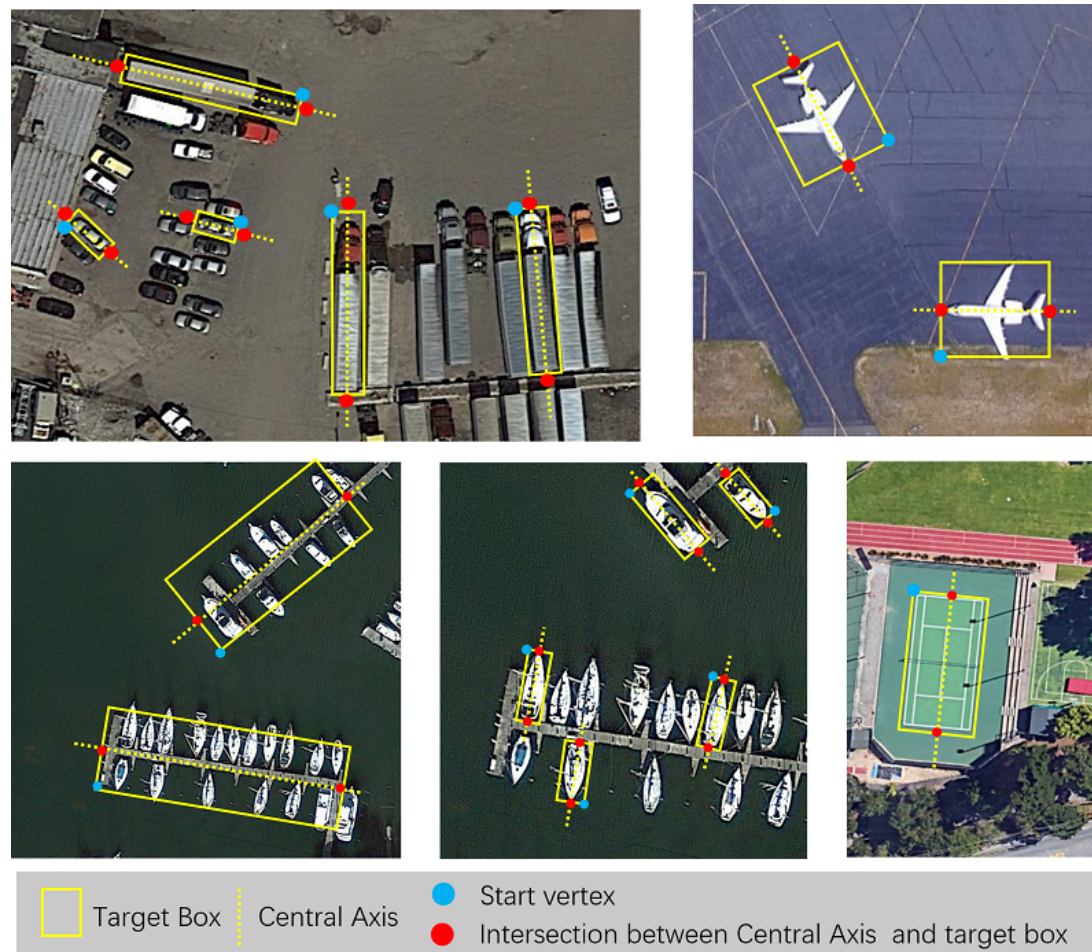 Target Box
Central Axis
Start vertex
Intersection between Central Axis and target box